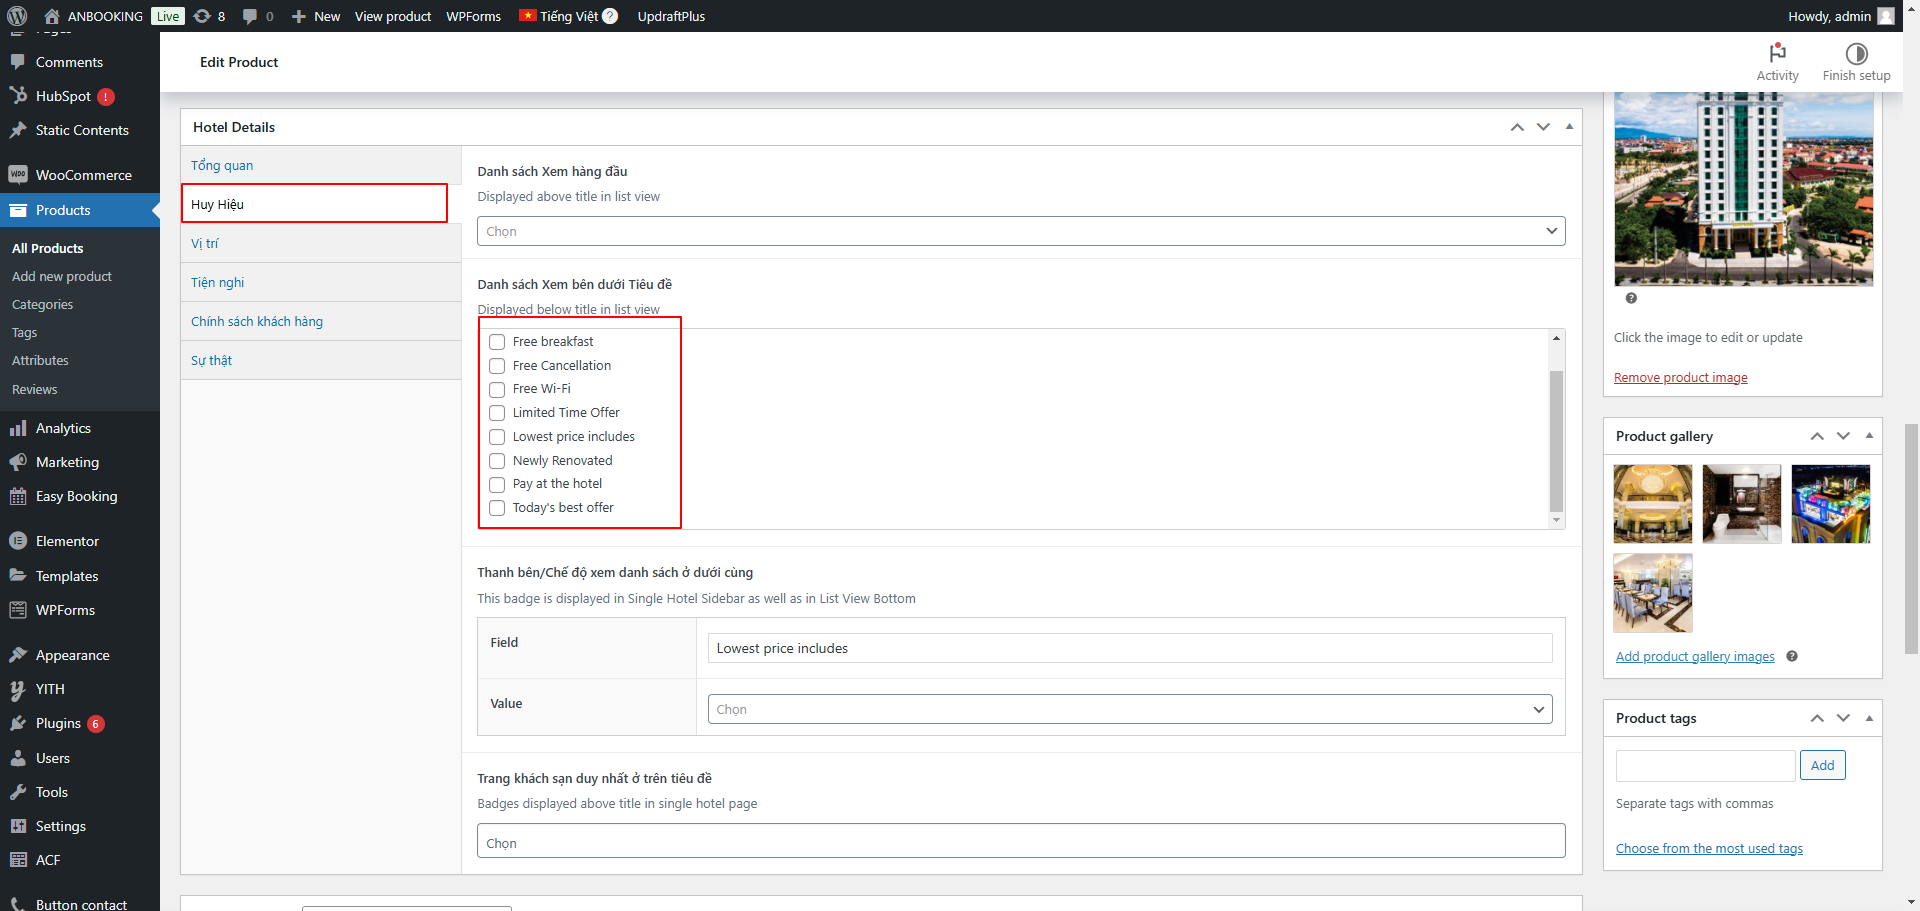 ANBOOKING Live 8 0 New View product WPForms Tiếng Việt ? UpdraftPlus Howdy, admin
Comments
HubSpot !
Static Contents
WooCommerce
Products
All Products
Add new product
Categories
Tags
Attributes
Reviews
Analytics
Marketing
Easy Booking
Elementor
Templates
WPForms
Appearance
YITH
Plugins 6
Users
Tools
Settings
ACF
Button contact
Edit Product
Activity
Finish setup
Hotel Details
Tổng quan
Huy Hiệu
Vị trí
Tiện nghi
Chính sách khách hàng
Sự thật
Danh sách Xem hàng đầu
Displayed above title in list view
Chọn
Danh sách Xem bên dưới Tiêu đề
Displayed below title in list view
Free breakfast
Free Cancellation
Free Wi-Fi
Limited Time Offer
Lowest price includes
Newly Renovated
Pay at the hotel
Today's best offer
Thanh bên/Chế độ xem danh sách ở dưới cùng
This badge is displayed in Single Hotel Sidebar as well as in List View Bottom
Field
Lowest price includes
Value
Chọn
Trang khách sạn duy nhất ở trên tiêu đề
Badges displayed above title in single hotel page
Chọn
?
Click the image to edit or update
Remove product image
Product gallery
Add product gallery images ?
Product tags
Add
Separate tags with commas
Choose from the most used tags